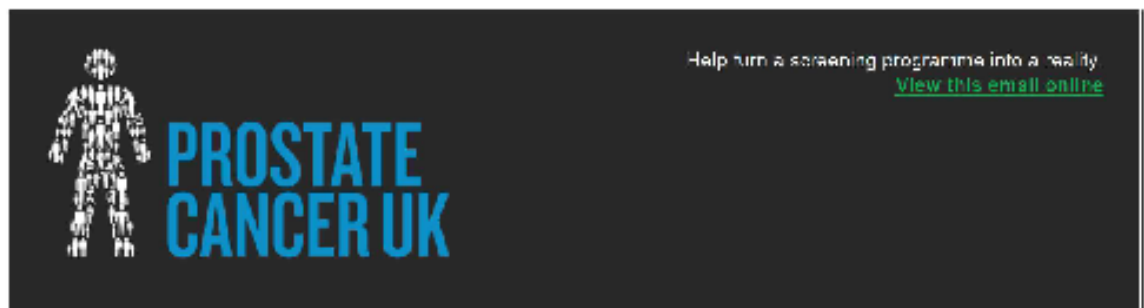 Help turn a screening programme into a reality.
View this email online
PROSTATE
CANCER UK